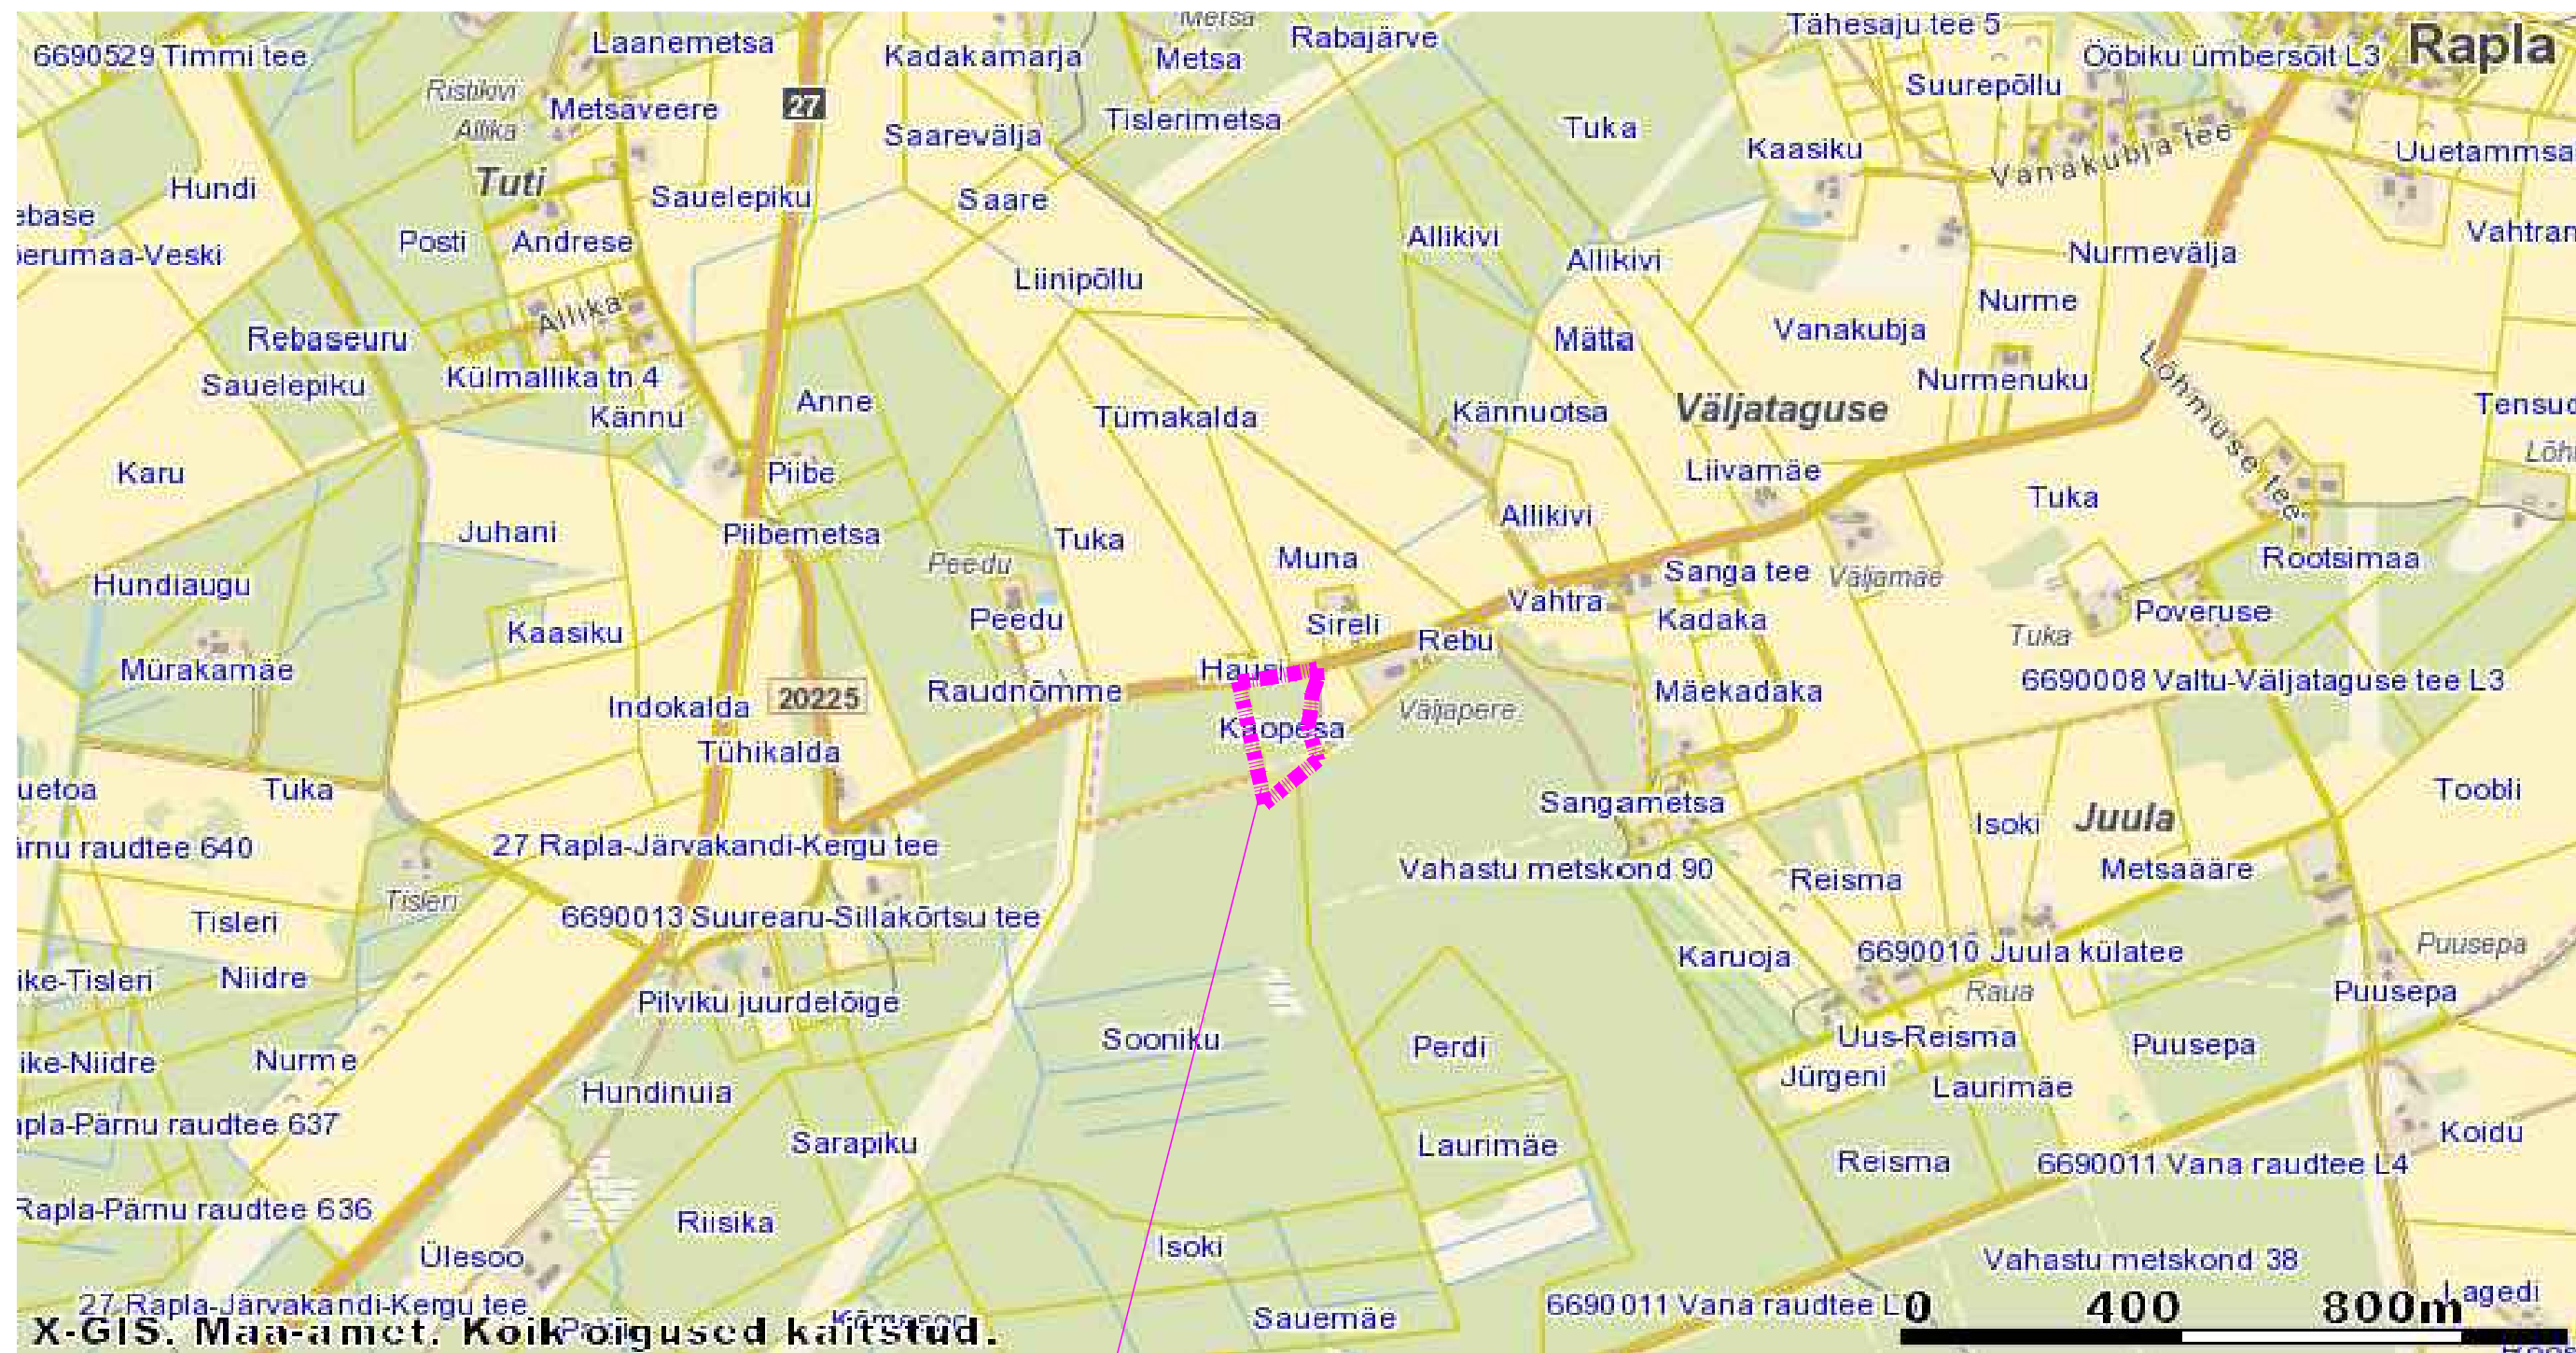 Metsa
Tähesaju tee 5
Rapla
6690529 Timmi tee
Laanemetsa
Kadakamarja
Metsa
Rabajärve
Ööbiku ümbersõit L3
Suurepõllu
Ristikivi
Metsaveere
27
Allika
Saarevälja
Tislerimetsa
Tuka
Kaasiku
Vanakubja tee
Uuetammsa
Tuti
Hundi
Sauelepiku
Saare
ebase
Posti
Andrese
Allikivi
Allikivi
Nurmevälja
Vahtran
erumaa-Veski
Liinipõllu
Nurme
Allika
Rebaseuru
Mätta
Vanakubja
Lõhmuse tee
Sauelepiku
Külmallika tn 4
Nurmenuku
Kännu
Anne
Tümakalda
Kännuotsa
Väljataguse
Tensuo
Karu
Piibe
Liivamäe
Tuka
Lõh
Juhani
Piibemetsa
Tuka
Allikivi
Peedu
Muna
Sanga tee
Väljamäe
Rootsimaa
Hundiaugu
Peedu
Vahtra
Kadaka
Poveruse
Kaasiku
Sireli
Rebu
Tuka
Mürakamäe
Hausi
Indokalda
20225
Raudnõmme
Mäekadaka
6690008 Valtu-Väljataguse tee L3
Kaopesa
Väljapere
Tühikalda
uetoa
Tuka
Sangametsa
Juula
Toobli
ärnu raudtee 640
27 Rapla-Järvakandi-Kergu tee
Isoki
Vahastu metskond 90
Reisma
Metsaääre
Tisleri
Tisleri
6690013 Suurearu-Sillakõrtsu tee
Karuoja
6690010 Juula külatee
Puusepa
ike-Tisleri
Niidre
Pilviku juurdelõige
Raua
Puusepa
ike-Niidre
Nurme
Sooniku
Perdi
Uus-Reisma
Puusepa
Jürgeni
Laurimäe
Hundinuia
apla-Pärnu raudtee 637
Sarapiku
Laurimäe
Reisma
6690011 Vana raudtee L4
Koidu
Rapla-Pärnu raudtee 636
Riisika
Isoki
Ülesoo
Vahastu metskond 38
27 Rapla-Järvakandi-Kergu tee
Sauemäe
6690011 Vana raudtee L
Lagedi
0 400 800m
X-GIS. Maa-amet. Kõik õigused kaitstud.